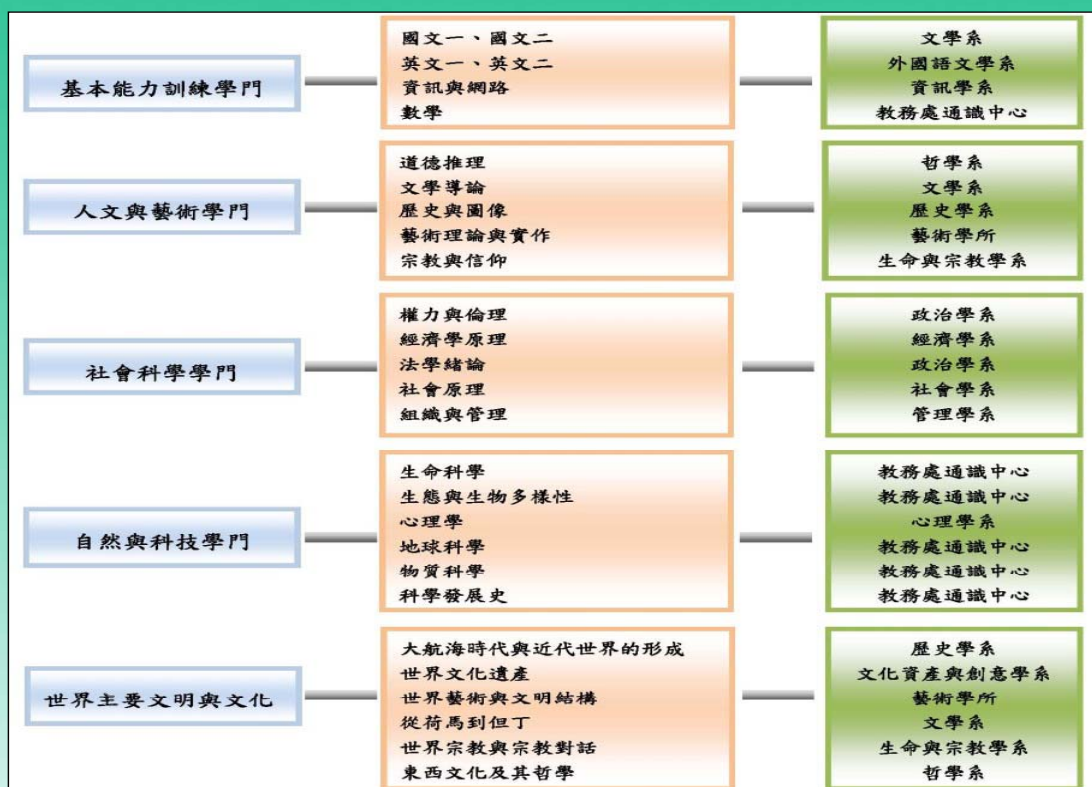 基本能力訓練學門
國文一、國文二
英文一、英文二
資訊與網路
數學
文學系
外國語文學系
資訊學系
教務處通識中心
人文與藝術學門
道德推理
文學導論
歷史與圖像
藝術理論與實作
宗教與信仰
哲學系
文學系
歷史學系
藝術學所
生命與宗教學系
社會科學學門
權力與倫理
經濟學原理
法學緒論
社會原理
組織與管理
政治學系
經濟學系
政治學系
社會學系
管理學系
自然與科技學門
生命科學
生態與生物多樣性
心理學
地球科學
物質科學
科學發展史
教務處通識中心
教務處通識中心
心理學系
教務處通識中心
教務處通識中心
教務處通識中心
世界主要文明與文化
大航海時代與近代世界的形成
世界文化遺產
世界藝術與文明結構
從荷馬到但丁
世界宗教與宗教對話
東西文化及其哲學
歷史學系
文化資產與創意學系
藝術學所
文學系
生命與宗教學系
哲學系